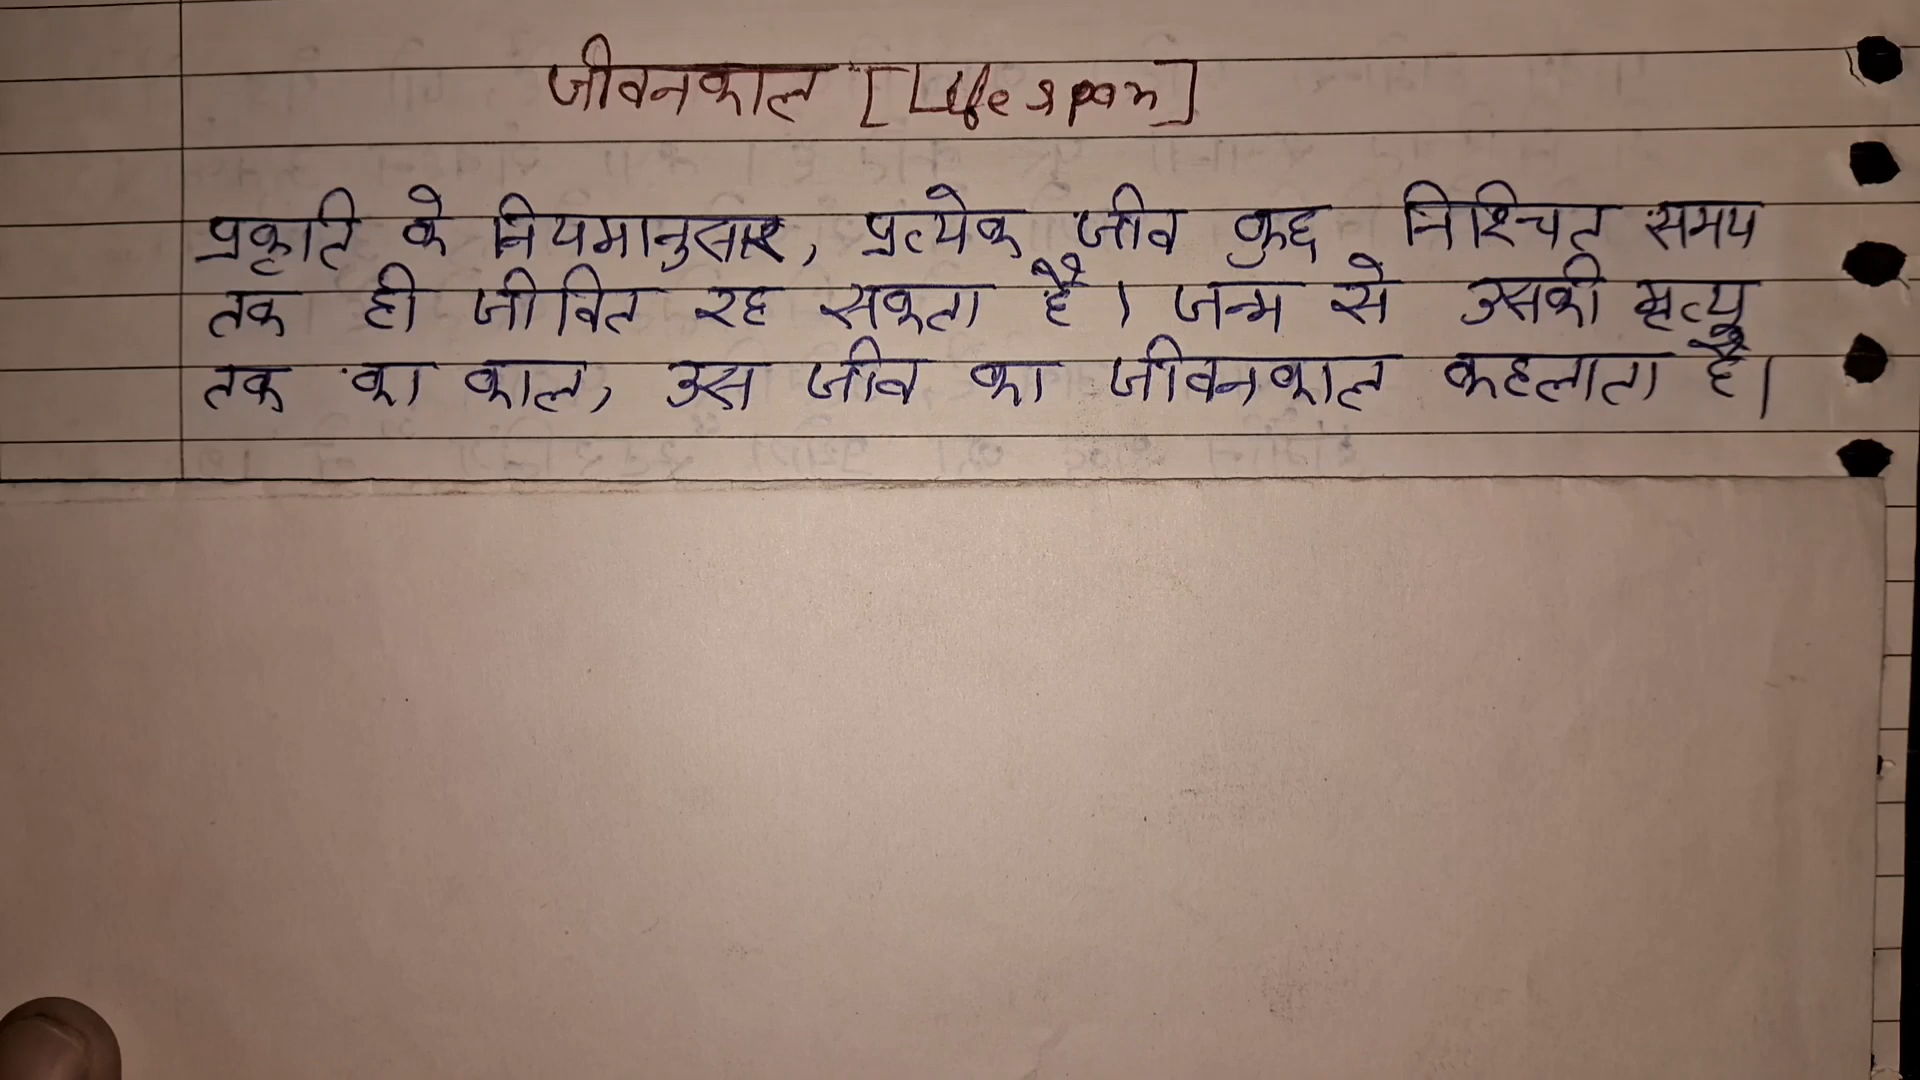 जीवनकाल [Life span]
प्रकृति के नियमानुसार, प्रत्येक जीव कुछ निश्चित समय
तक ही जीवित रह सकता है। जन्म से उसकी मृत्यु
तक का काल, उस जीव का जीवनकाल कहलाता है।